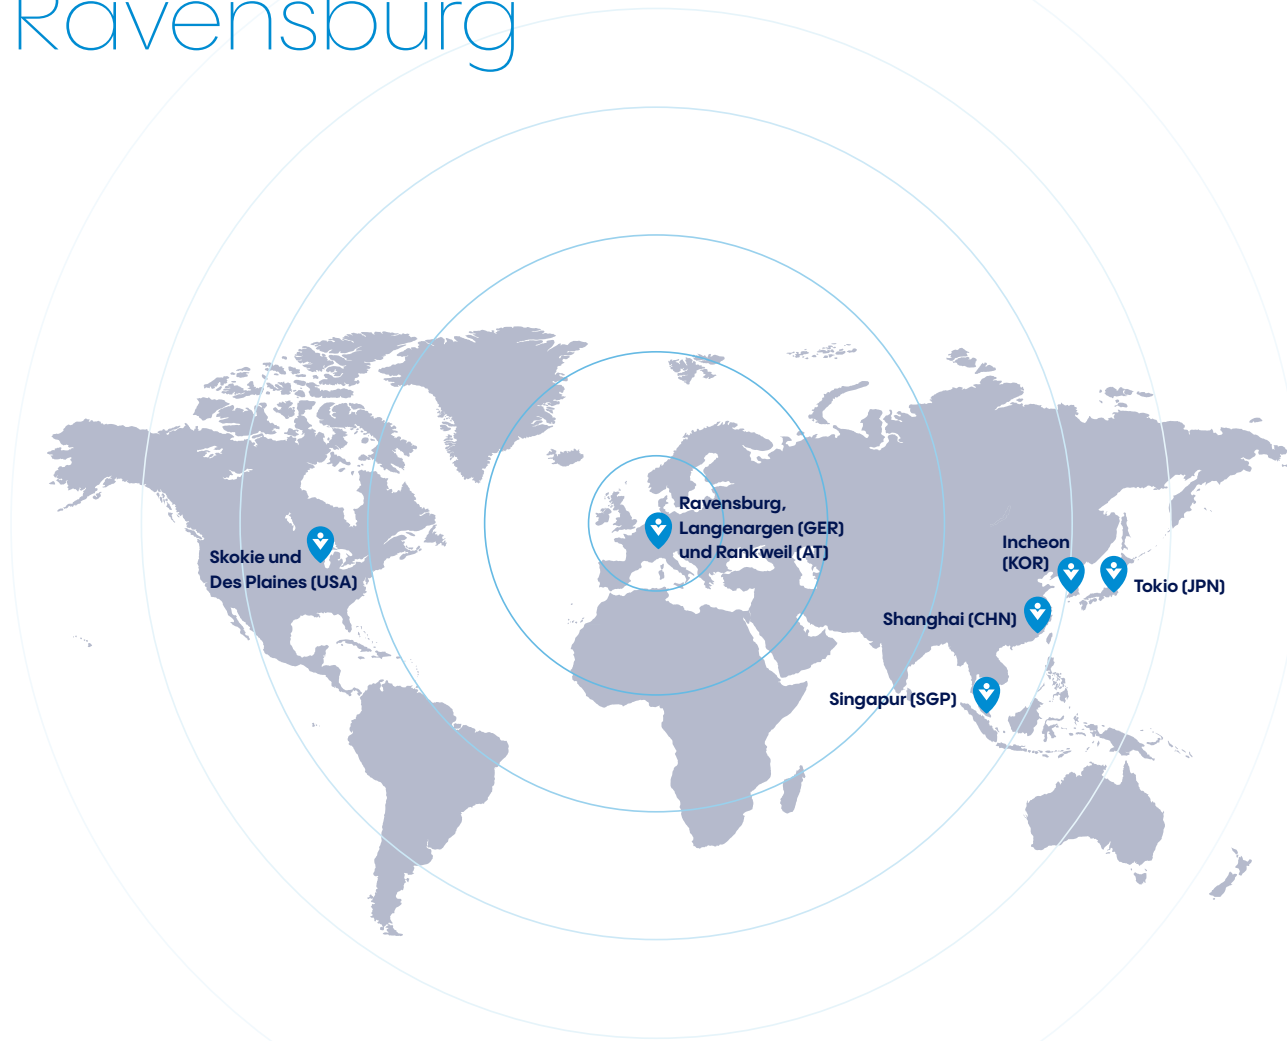 Ravensburg
Ravensburg,
Langenargen (GER)
und Rankweil (AT)
Skokie und
Des Plaines (USA)
Incheon
(KOR)
Tokio (JPN)
Shanghai (CHN)
Singapur (SGP)